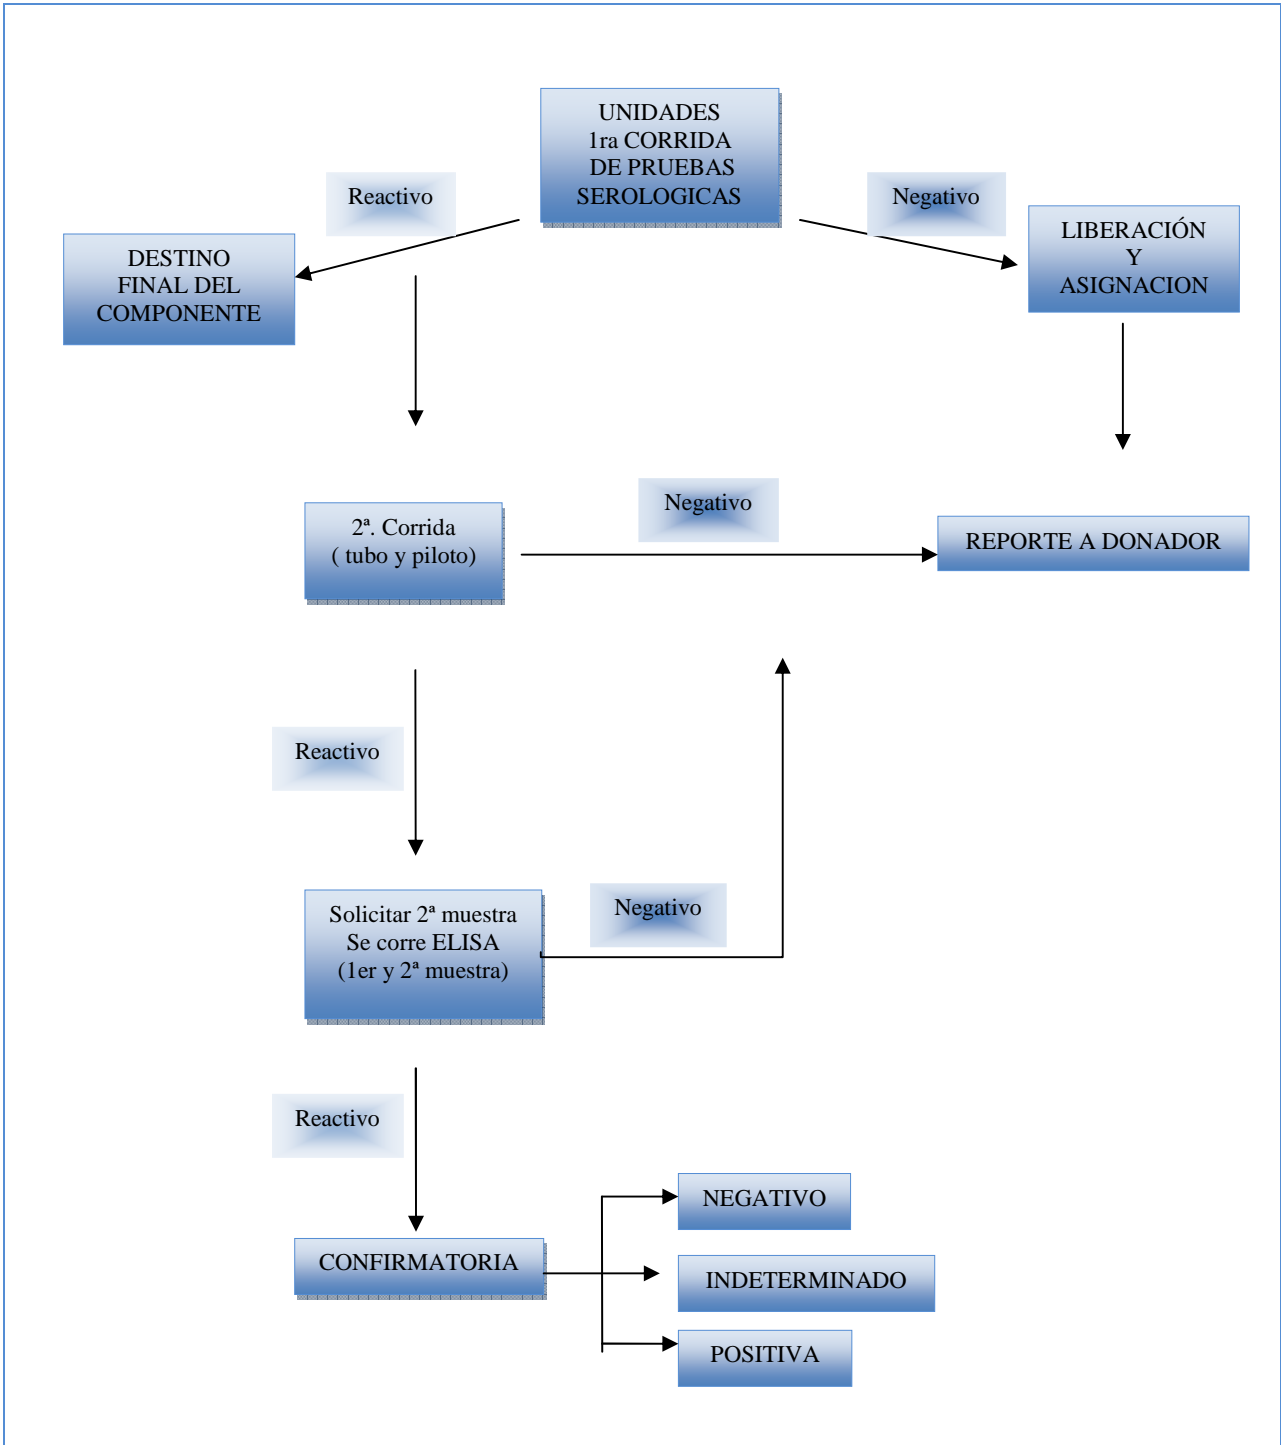 UNIDADES
1ra CORRIDA
DE PRUEBAS
SEROLOGICAS
Reactivo
Negativo
DESTINO
FINAL DEL
COMPONENTE
LIBERACIÓN
Y
ASIGNACION
2ª. Corrida
( tubo y piloto)
Negativo
REPORTE A DONADOR
Reactivo
Solicitar 2ª muestra
Se corre ELISA
(1er y 2ª muestra)
Negativo
Reactivo
CONFIRMATORIA
NEGATIVO
INDETERMINADO
POSITIVA